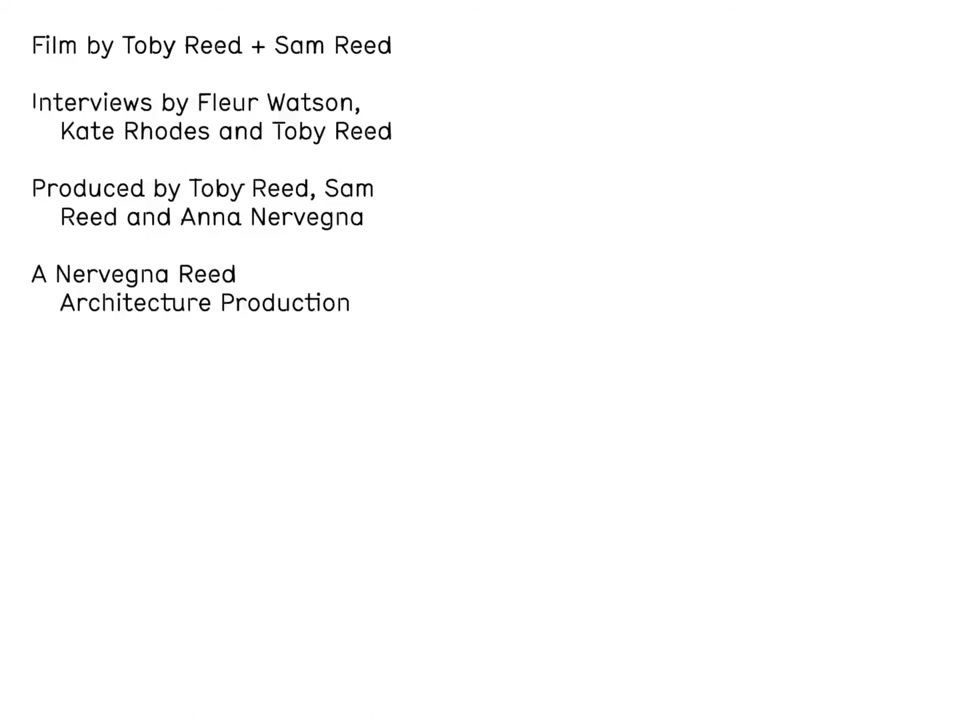 Film by Toby Reed + Sam Reed
Interviews by Fleur Watson,
Kate Rhodes and Toby Reed
Produced by Toby Reed, Sam
Reed and Anna Nervegna
A Nervegna Reed
Architecture Production